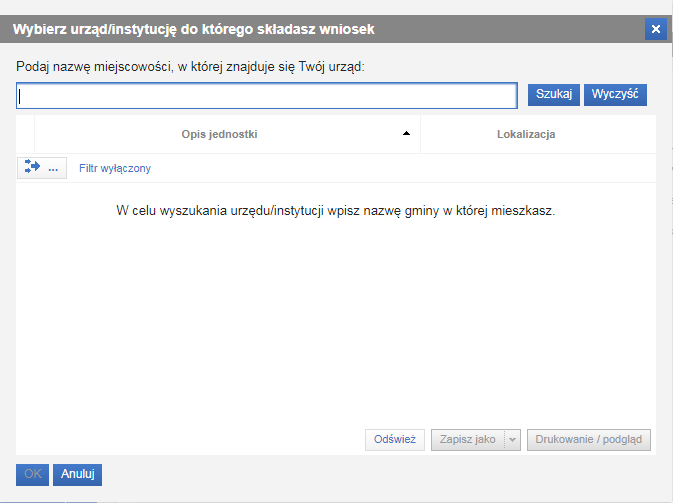 Wybierz urząd/instytucję do którego składasz wniosek
Podaj nazwę miejscowości, w której znajduje się Twój urząd:
Szukaj Wyczyść
Opis jednostki Lokalizacja
... Filtr wyłączony
W celu wyszukania urzędu/instytucji wpisz nazwę gminy w której mieszkasz.
Odśwież Zapisz jako Drukowanie / podgląd
OK Anuluj